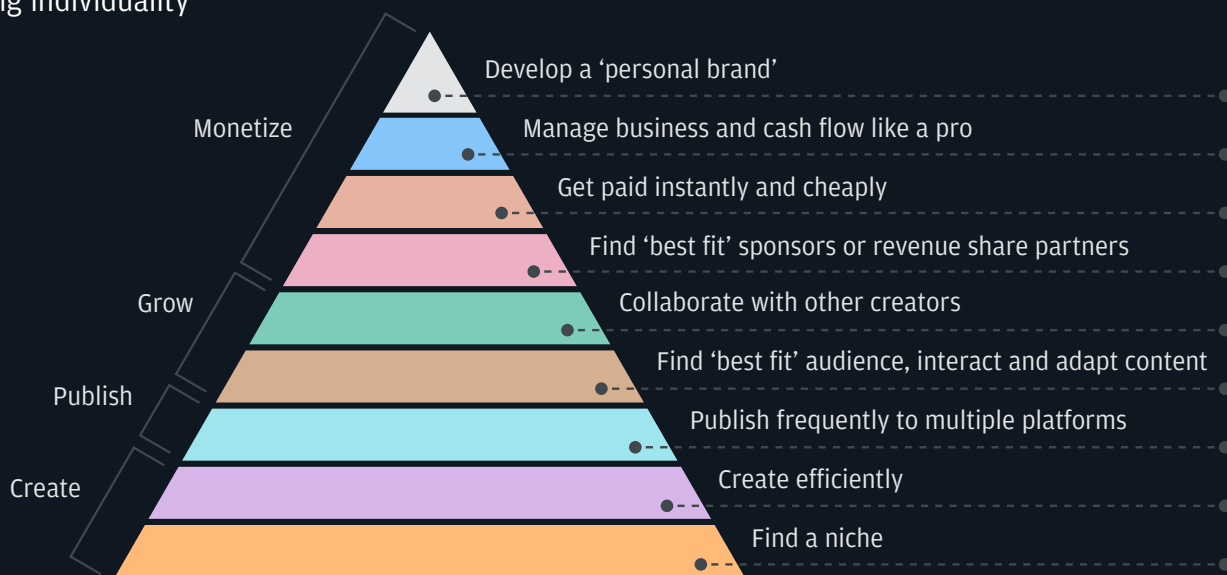 individuality
Develop a ‘personal brand’
Monetize
Manage business and cash flow like a pro
Get paid instantly and cheaply
Find ‘best fit’ sponsors or revenue share partners
Grow
Collaborate with other creators
Find ‘best fit’ audience, interact and adapt content
Publish
Publish frequently to multiple platforms
Create
Create efficiently
Find a niche